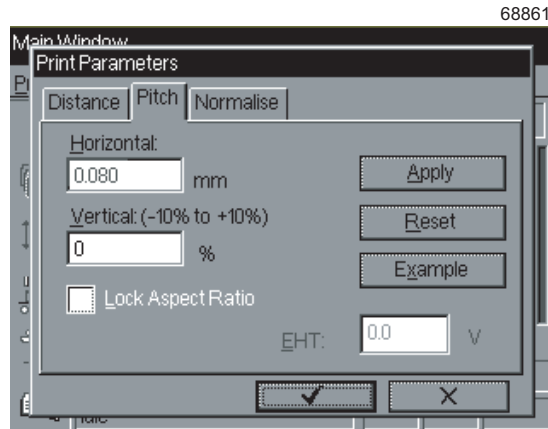 68861
Main Window
Print Parameters
Distance Pitch Normalise
Horizontal:
0.080 mm
Apply
Vertical: (-10% to +10%)
Reset
0 %
Example
Lock Aspect Ratio
EHT: 0.0 V
Idle